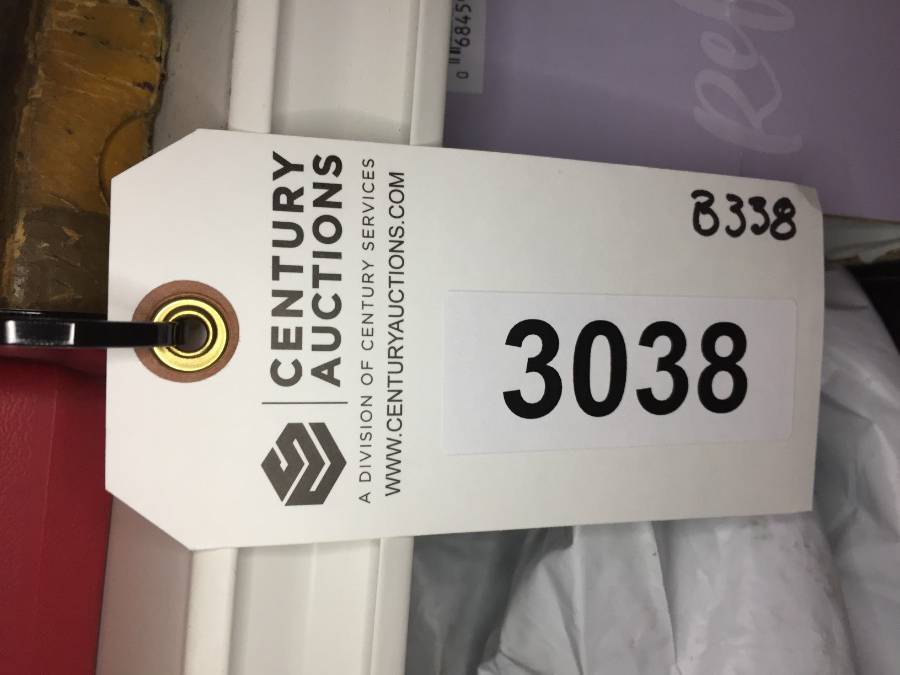 CENTURY
AUCTIONS
A DIVISION OF CENTURY SERVICES
WWW.CENTURYAUCTIONS.COM
B338
3038